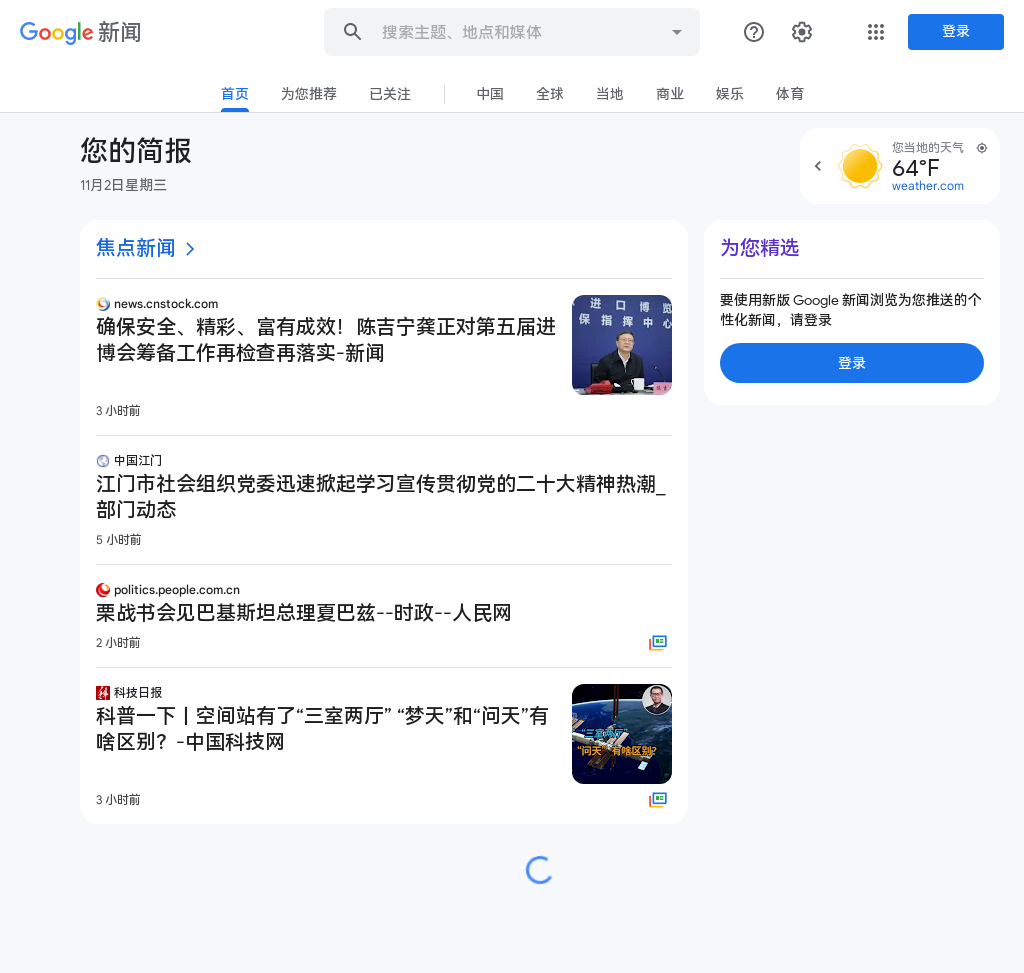 Google 新闻
搜索主题、地点和媒体
登录
首页
为您推荐
已关注
中国
全球
当地
商业
娱乐
体育
您的简报
11月2日星期三
您当地的天气
64°F
weather.com
焦点新闻
news.cnstock.com
确保安全、精彩、富有成效！陈吉宁龚正对第五届进
博会筹备工作再检查再落实-新闻
进口博览
保指挥中心
3 小时前
中国江门
江门市社会组织党委迅速掀起学习宣传贯彻党的二十大精神热潮_
部门动态
5 小时前
politics.people.com.cn
栗战书会见巴基斯坦总理夏巴兹--时政--人民网
2 小时前
科技日报
科普一下丨空间站有了“三室两厅” “梦天”和“问天”有
啥区别？-中国科技网
“三室两厅”
“问天”有啥区别?
3 小时前
为您精选
要使用新版 Google 新闻浏览为您推送的个
性化新闻，请登录
登录